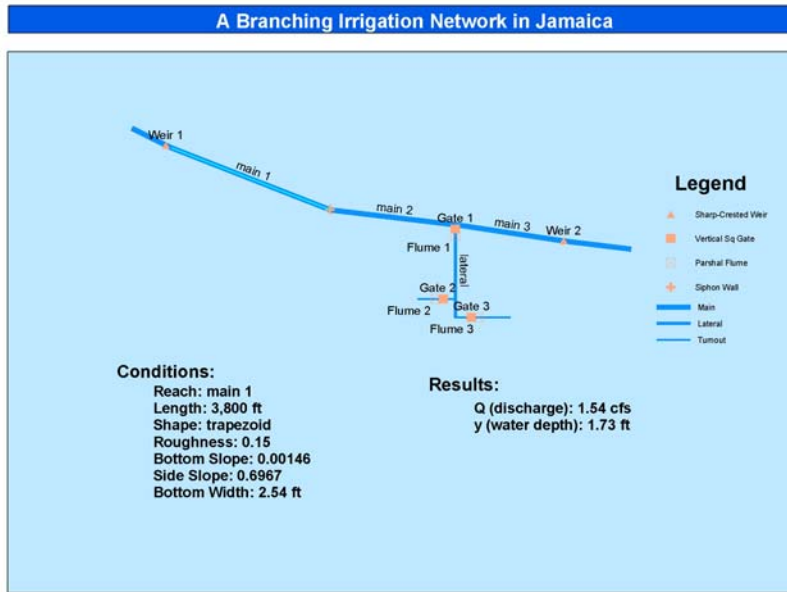 A Branching Irrigation Network in Jamaica
Weir 1
main 1
main 2
Gate 1
main 3
Weir 2
Flume 1
lateral
Gate 2
Flume 2
Gate 3
Flume 3
Legend
Sharp-Crested Weir
Vertical Sq Gate
Parshal Flume
Siphon Wall
Main
Lateral
Turnout
Conditions:
Reach: main 1
Length: 3,800 ft
Shape: trapezoid
Roughness: 0.15
Bottom Slope: 0.00146
Side Slope: 0.6967
Bottom Width: 2.54 ft
Results:
Q (discharge): 1.54 cfs
y (water depth): 1.73 ft